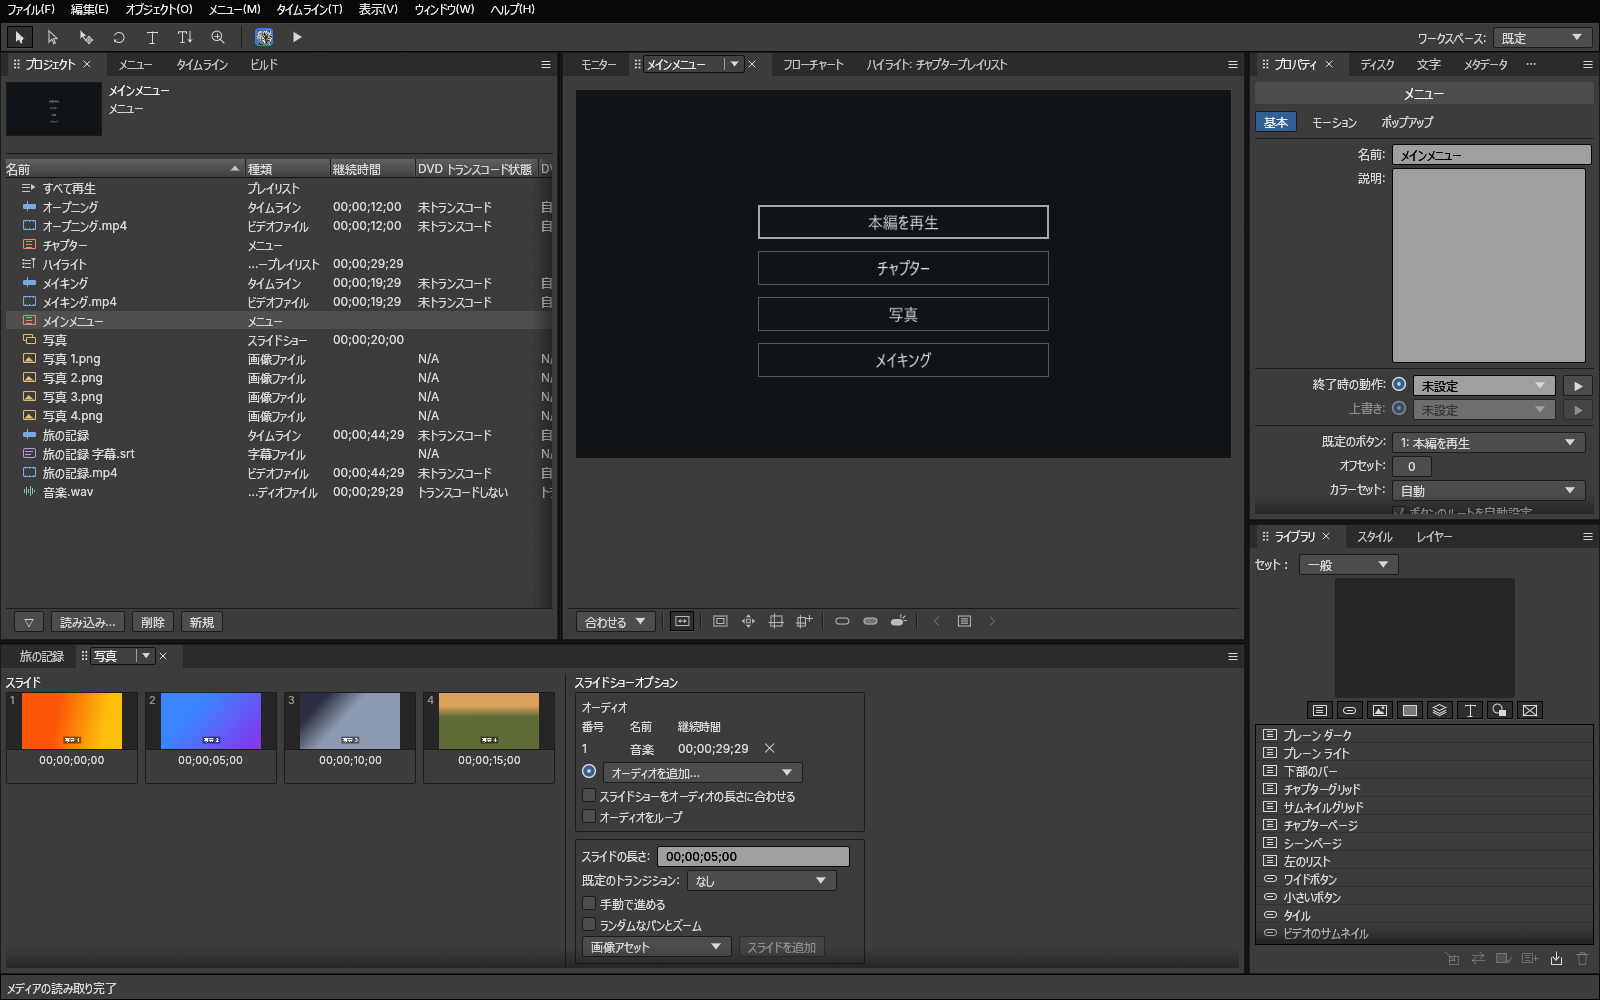 ファイル(F) 編集(E) オブジェクト(O) メニュー(M) タイムライン(T) 表示(V) ウィンドウ(W) ヘルプ(H)
ワークスペース: 既定
プロジェクト メニュー タイムライン ビルド
メインメニュー
メニュー
名前 種類 継続時間 DVD トランスコード状態 DV
すべて再生 プレイリスト
オープニング タイムライン 00;00;12;00 未トランスコード 自
オープニング.mp4 ビデオファイル 00;00;12;00 未トランスコード 自
チャプター メニュー
ハイライト ...ープレイリスト 00;00;29;29
メイキング タイムライン 00;00;19;29 未トランスコード 自
メイキング.mp4 ビデオファイル 00;00;19;29 未トランスコード 自
メインメニュー メニュー
写真 スライドショー 00;00;20;00
写真 1.png 画像ファイル N/A N/
写真 2.png 画像ファイル N/A N/
写真 3.png 画像ファイル N/A N/
写真 4.png 画像ファイル N/A N/
旅の記録 タイムライン 00;00;44;29 未トランスコード 自
旅の記録 字幕.srt 字幕ファイル N/A N/
旅の記録.mp4 ビデオファイル 00;00;44;29 未トランスコード 自
音楽.wav ...ディオファイル 00;00;29;29 トランスコードしない ト
読み込み... 削除 新規
モニター メインメニュー フローチャート ハイライト: チャプタープレイリスト
本編を再生
チャプター
写真
メイキング
合わせる
プロパティ ディスク 文字 メタデータ ...
メニュー
基本 モーション ポップアップ
名前: メインメニュー
説明:
終了時の動作: 未設定
上書き: 未設定
既定のボタン: 1: 本編を再生
オフセット: 0
カラーセット: 自動
ボタンのルートを自動設定
ライブラリ スタイル レイヤー
セット: 一般
プレーン ダーク
プレーン ライト
下部のバー
チャプターグリッド
サムネイルグリッド
チャプターページ
シーンページ
左のリスト
ワイドボタン
小さいボタン
タイル
ビデオのサムネイル
旅の記録 写真
スライド
1 2 3 4
写真 1 写真 2 写真 3 写真 4
00;00;00;00 00;00;05;00 00;00;10;00 00;00;15;00
スライドショーオプション
オーディオ
番号 名前 継続時間
1 音楽 00;00;29;29
オーディオを追加...
スライドショーをオーディオの長さに合わせる
オーディオをループ
スライドの長さ: 00;00;05;00
既定のトランジション: なし
手動で進める
ランダムなパンとズーム
画像アセット スライドを追加
メディアの読み取り完了